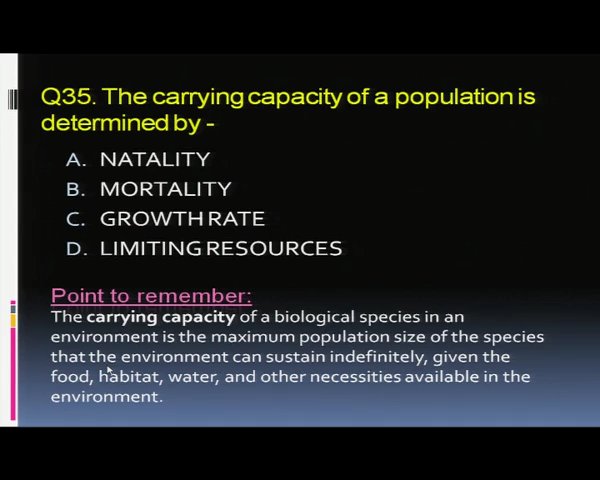 Q35. The carrying capacity of a population is
determined by -
A. NATALITY
B. MORTALITY
C. GROWTH RATE
D. LIMITING RESOURCES
Point to remember:
The carrying capacity of a biological species in an
environment is the maximum population size of the species
that the environment can sustain indefinitely, given the
food, habitat, water, and other necessities available in the
environment.